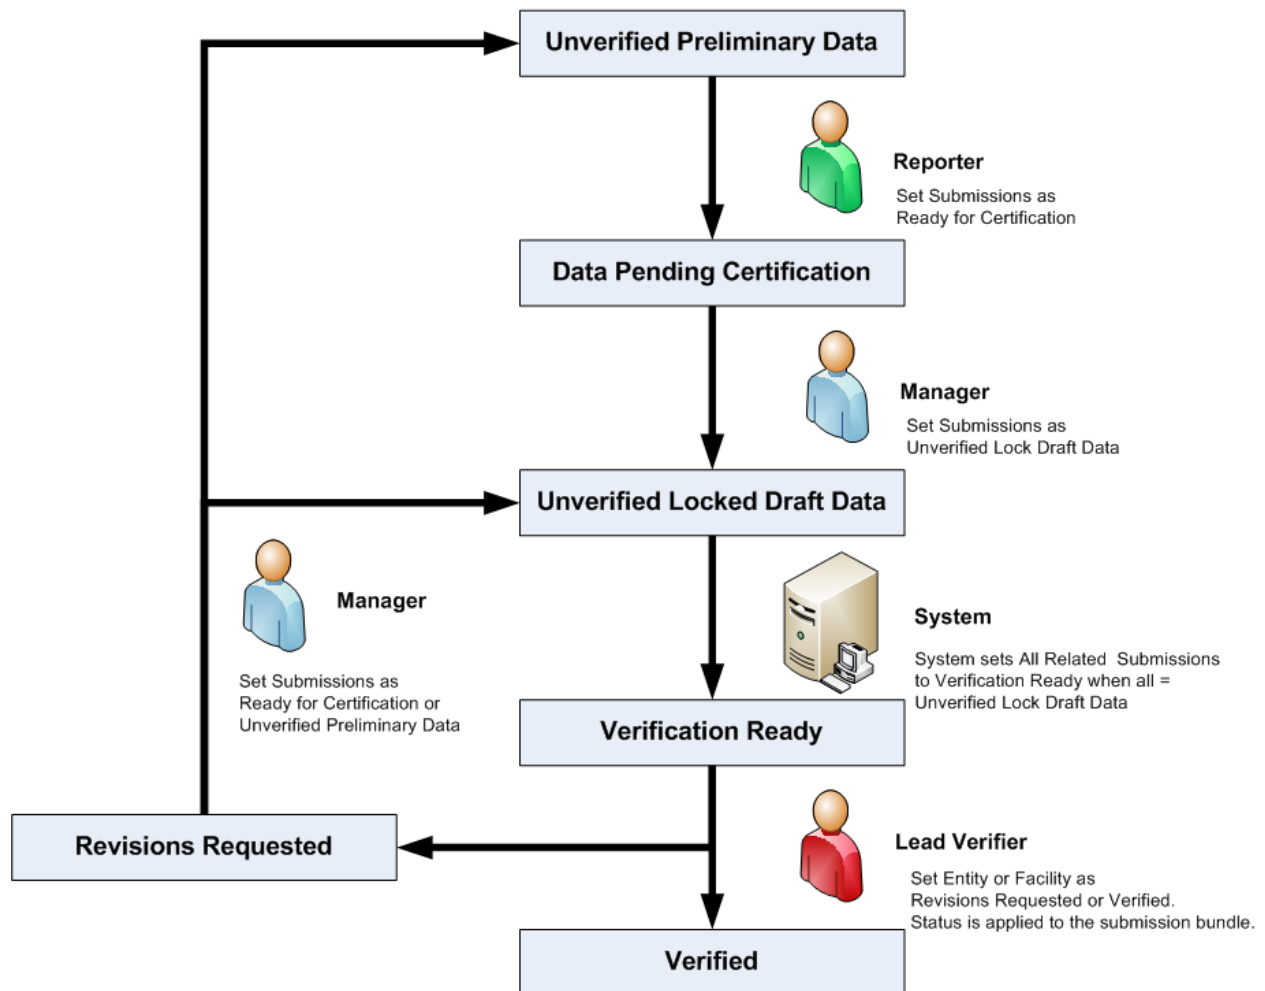 Unverified Preliminary Data
Reporter
Set Submissions as
Ready for Certification
Data Pending Certification
Manager
Set Submissions as
Unverified Lock Draft Data
Unverified Locked Draft Data
Manager
Set Submissions as
Ready for Certification or
Unverified Preliminary Data
System
System sets All Related Submissions
to Verification Ready when all =
Unverified Lock Draft Data
Verification Ready
Revisions Requested
Lead Verifier
Set Entity or Facility as
Revisions Requested or Verified.
Status is applied to the submission bundle.
Verified